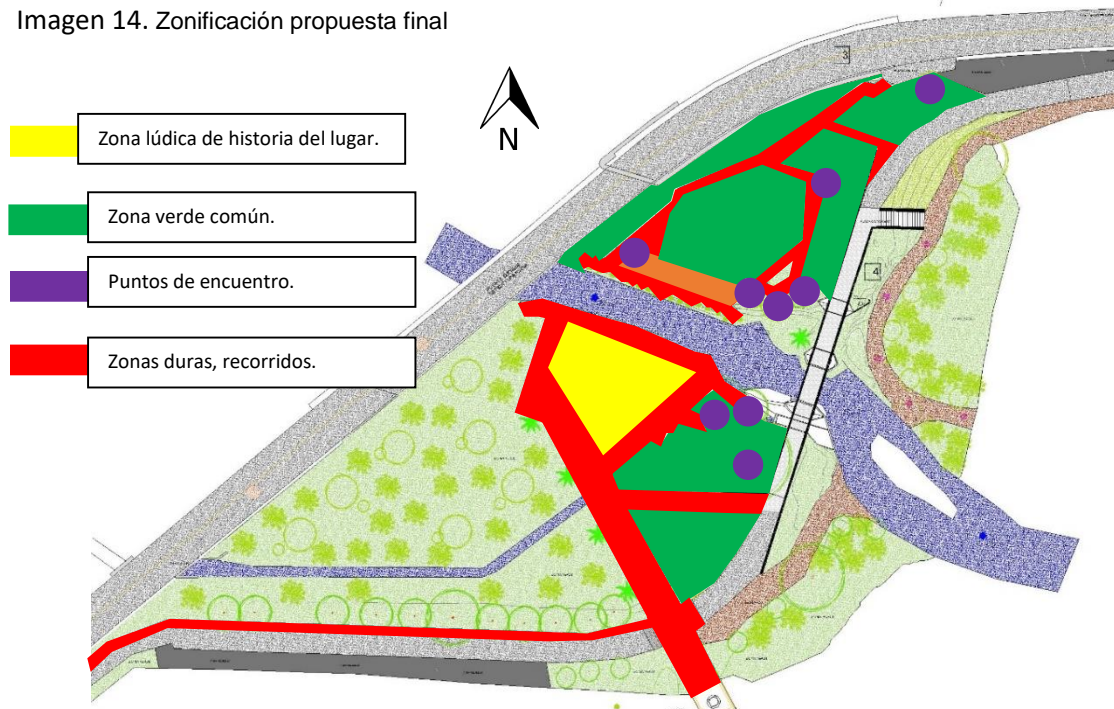 Imagen 14. Zonificación propuesta final
N
Zona lúdica de historia del lugar.
Zona verde común.
Puntos de encuentro.
Zonas duras, recorridos.
3
4